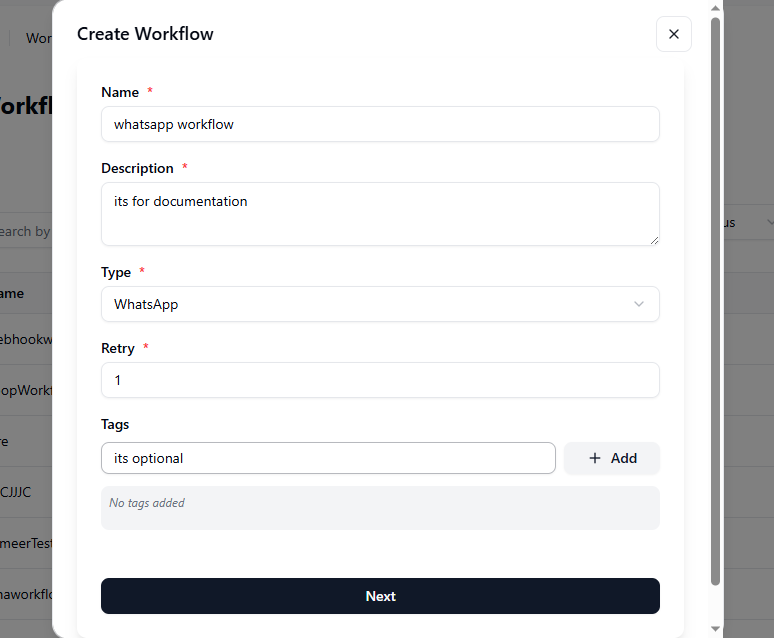 Create Workflow
Name *
whatsapp workflow
Description *
its for documentation
Type *
WhatsApp
Retry *
1
Tags
its optional
+ Add
No tags added
Next
Wor
orkfl
earch by
us
ame
ebhookw
opWorkf
re
CJJJC
meerTest
naworkflo